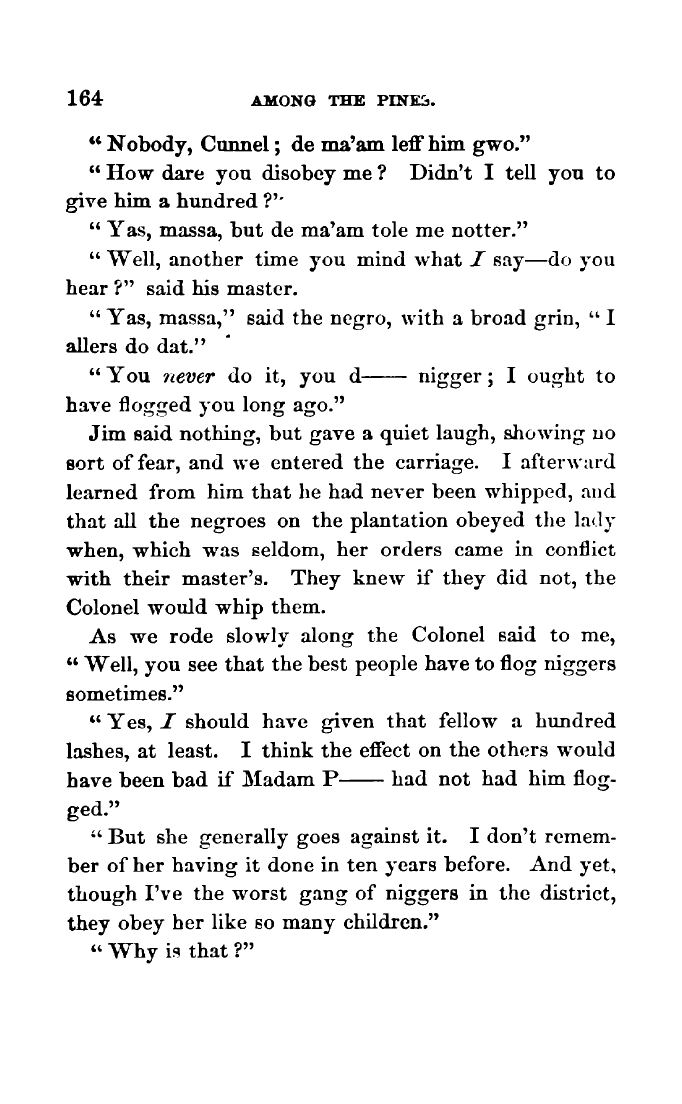 164 AMONG THE PINES.
“ Nobody, Cunnel ; de ma’am leff him gwo.”
“ How dare you disobey me ? Didn’t I tell you to
give him a hundred ?”
“ Yas, massa, but de ma’am tole me notter.”
“ Well, another time you mind what I say—do you
hear ?” said his master.
“ Yas, massa,” said the negro, with a broad grin, “ I
allers do dat.”
“ You never do it, you d—— nigger ; I ought to
have flogged you long ago.”
Jim said nothing, but gave a quiet laugh, showing no
sort of fear, and we entered the carriage. I afterward
learned from him that he had never been whipped, and
that all the negroes on the plantation obeyed the lady
when, which was seldom, her orders came in conflict
with their master’s. They knew if they did not, the
Colonel would whip them.
As we rode slowly along the Colonel said to me,
“ Well, you see that the best people have to flog niggers
sometimes.”
“ Yes, I should have given that fellow a hundred
lashes, at least. I think the effect on the others would
have been bad if Madam P—— had not had him flog-
ged.”
“ But she generally goes against it. I don’t remem-
ber of her having it done in ten years before. And yet,
though I’ve the worst gang of niggers in the district,
they obey her like so many children.”
“ Why is that ?”